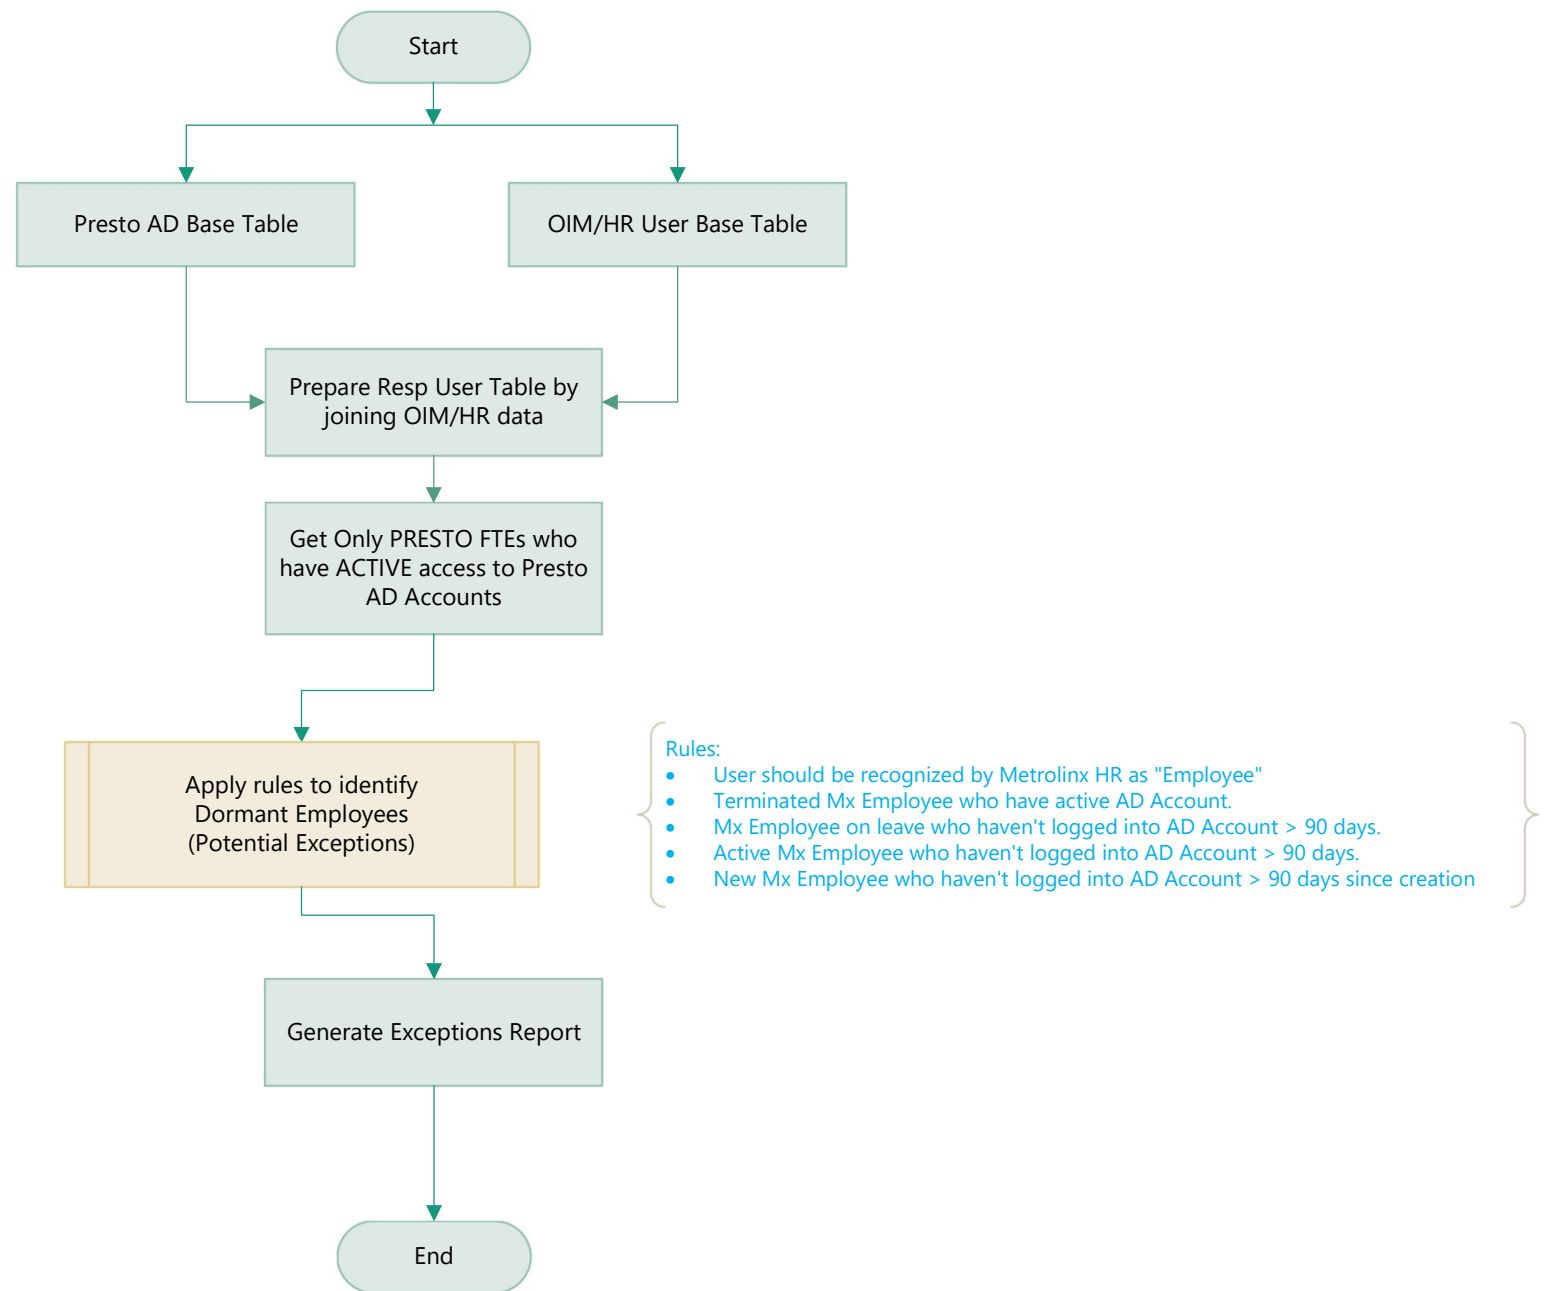 Start
Presto AD Base Table
OIM/HR User Base Table
Prepare Resp User Table by
joining OIM/HR data
Get Only PRESTO FTEs who
have ACTIVE access to Presto
AD Accounts
Apply rules to identify
Dormant Employees
(Potential Exceptions)
Rules:
• User should be recognized by Metrolinx HR as "Employee"
• Terminated Mx Employee who have active AD Account.
• Mx Employee on leave who haven't logged into AD Account > 90 days.
• Active Mx Employee who haven't logged into AD Account > 90 days.
• New Mx Employee who haven't logged into AD Account > 90 days since creation
Generate Exceptions Report
End